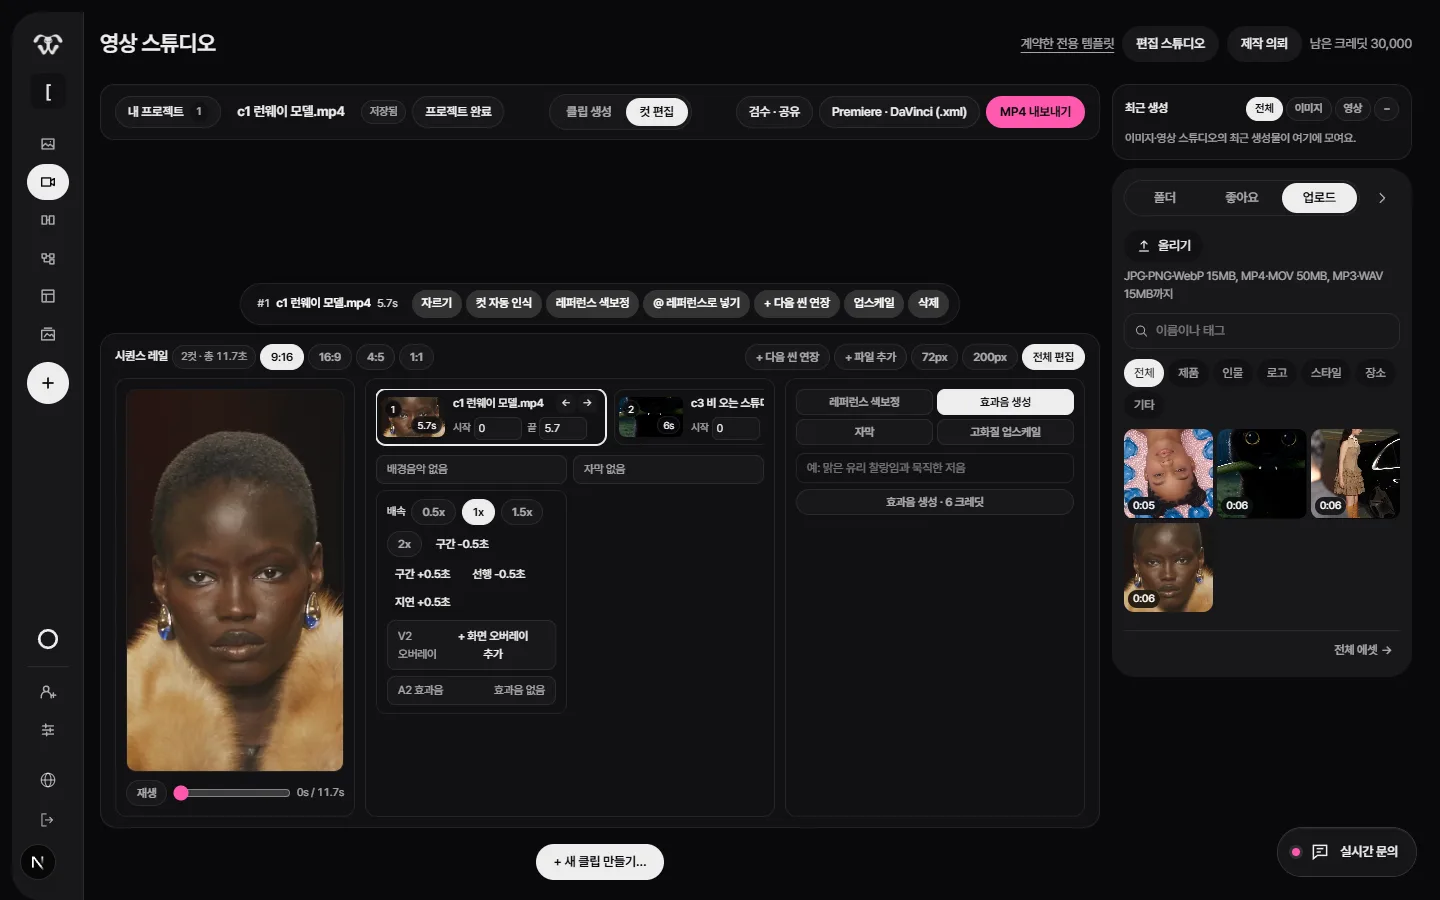 영상 스튜디오
계약한 전용 템플릿
편집 스튜디오
제작 의뢰
남은 크레딧 30,000
[
내 프로젝트 1
c1 런웨이 모델.mp4
저장됨
프로젝트 완료
클립 생성
컷 편집
검수 · 공유
Premiere · DaVinci (.xml)
MP4 내보내기
최근 생성
전체
이미지
영상
–
이미지·영상 스튜디오의 최근 생성물이 여기에 모여요.
폴더
좋아요
업로드
올리기
JPG·PNG·WebP 15MB, MP4·MOV 50MB, MP3·WAV
15MB까지
이름이나 태그
전체
제품
인물
로고
스타일
장소
기타
0:05
0:06
0:06
0:06
전체 에셋 →
#1 c1 런웨이 모델.mp4 5.7s
자르기
컷 자동 인식
레퍼런스 색보정
@ 레퍼런스로 넣기
+ 다음 씬 연장
업스케일
삭제
시퀀스 레일
2컷 · 총 11.7초
9:16
16:9
4:5
1:1
+ 다음 씬 연장
+ 파일 추가
72px
200px
전체 편집
재생
0s / 11.7s
1
5.7s
c1 런웨이 모델.mp4
← →
시작 0
끝 5.7
2
6s
c3 비 오는 스튜디
시작 0
배경음악 없음
자막 없음
배속
0.5x
1x
1.5x
2x
구간 -0.5초
구간 +0.5초
선행 -0.5초
지연 +0.5초
V2
오버레이
+ 화면 오버레이
추가
A2 효과음
효과음 없음
레퍼런스 색보정
효과음 생성
자막
고화질 업스케일
예: 맑은 유리 찰랑임과 묵직한 저음
효과음 생성 · 6 크레딧
+ 새 클립 만들기...
N
실시간 문의